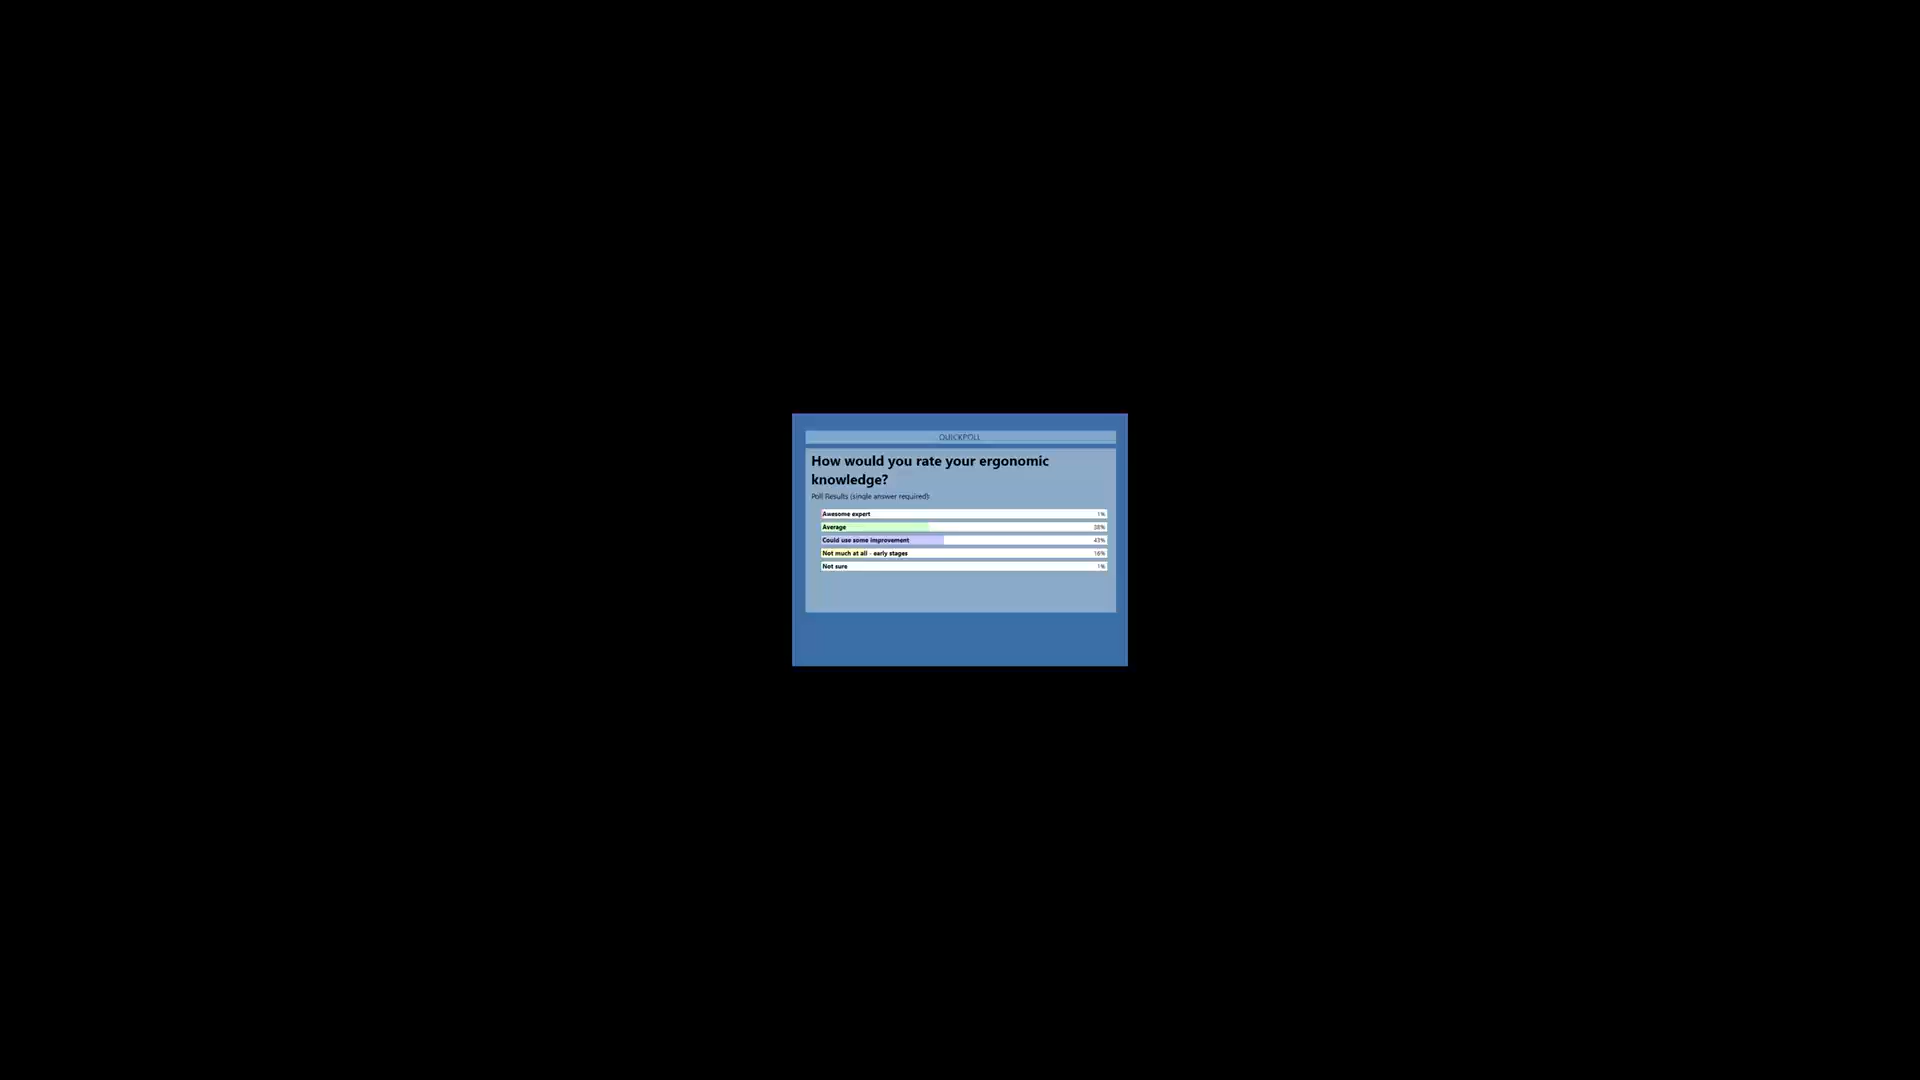 QUICKPOLL
How would you rate your ergonomic
knowledge?
Poll Results (single answer required):
Awesome expert 1%
Average 38%
Could use some improvement 43%
Not much at all - early stages 16%
Not sure 1%